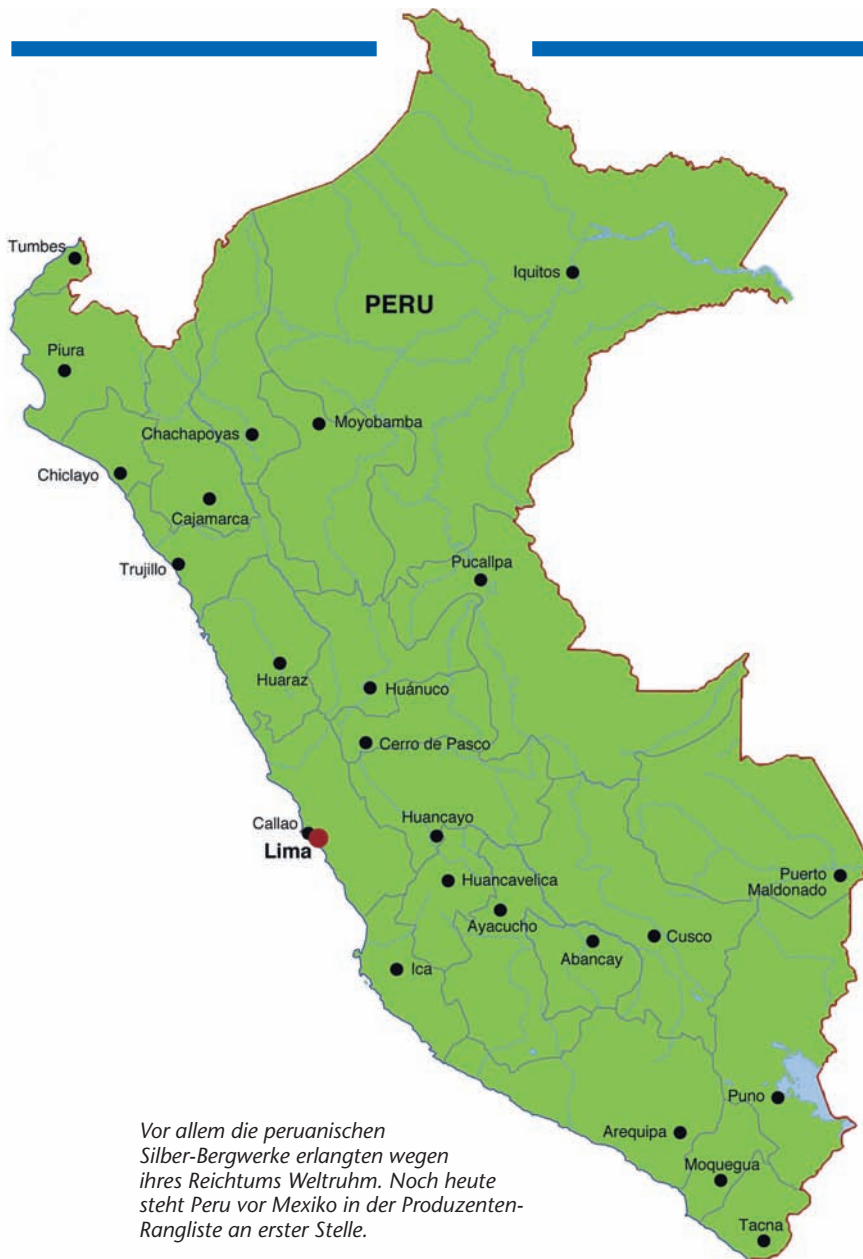 Tumbes
Iquitos
PERU
Piura
Moyobamba
Chachapoyas
Chiclayo
Cajamarca
Trujillo
Pucallpa
Huaraz
Huánuco
Cerro de Pasco
Callao
Lima
Huancayo
Huancavelica
Puerto
Maldonado
Ayacucho
Cusco
Abancay
Ica
Puno
Arequipa
Moquegua
Tacna
Vor allem die peruanischen
Silber-Bergwerke erlangten wegen
ihres Reichtums Weltruhm. Noch heute
steht Peru vor Mexiko in der Produzenten-
Rangliste an erster Stelle.